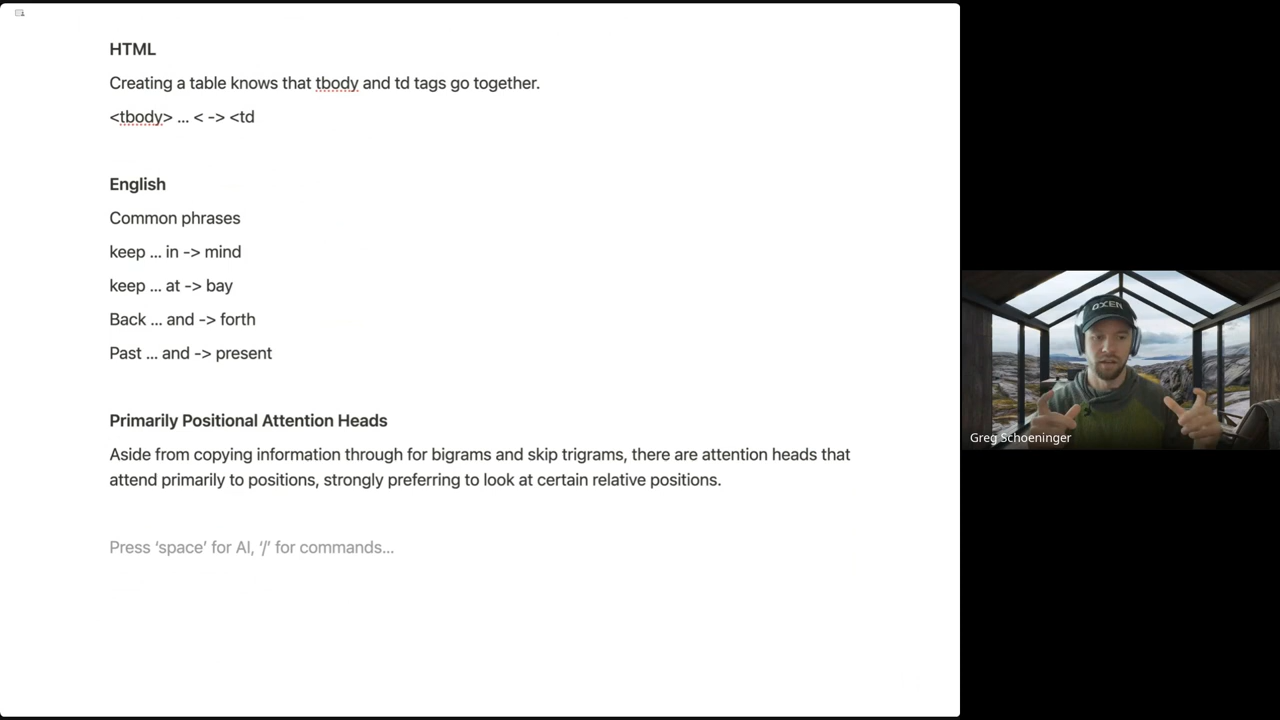 HTML
Creating a table knows that tbody and td tags go together.
<tbody> ... < -> <td
English
Common phrases
keep ... in -> mind
keep ... at -> bay
Back ... and -> forth
Past ... and -> present
Primarily Positional Attention Heads
Aside from copying information through for bigrams and skip trigrams, there are attention heads that
attend primarily to positions, strongly preferring to look at certain relative positions.
Press ‘space’ for AI, ‘/’ for commands...
OXEN
Greg Schoeninger